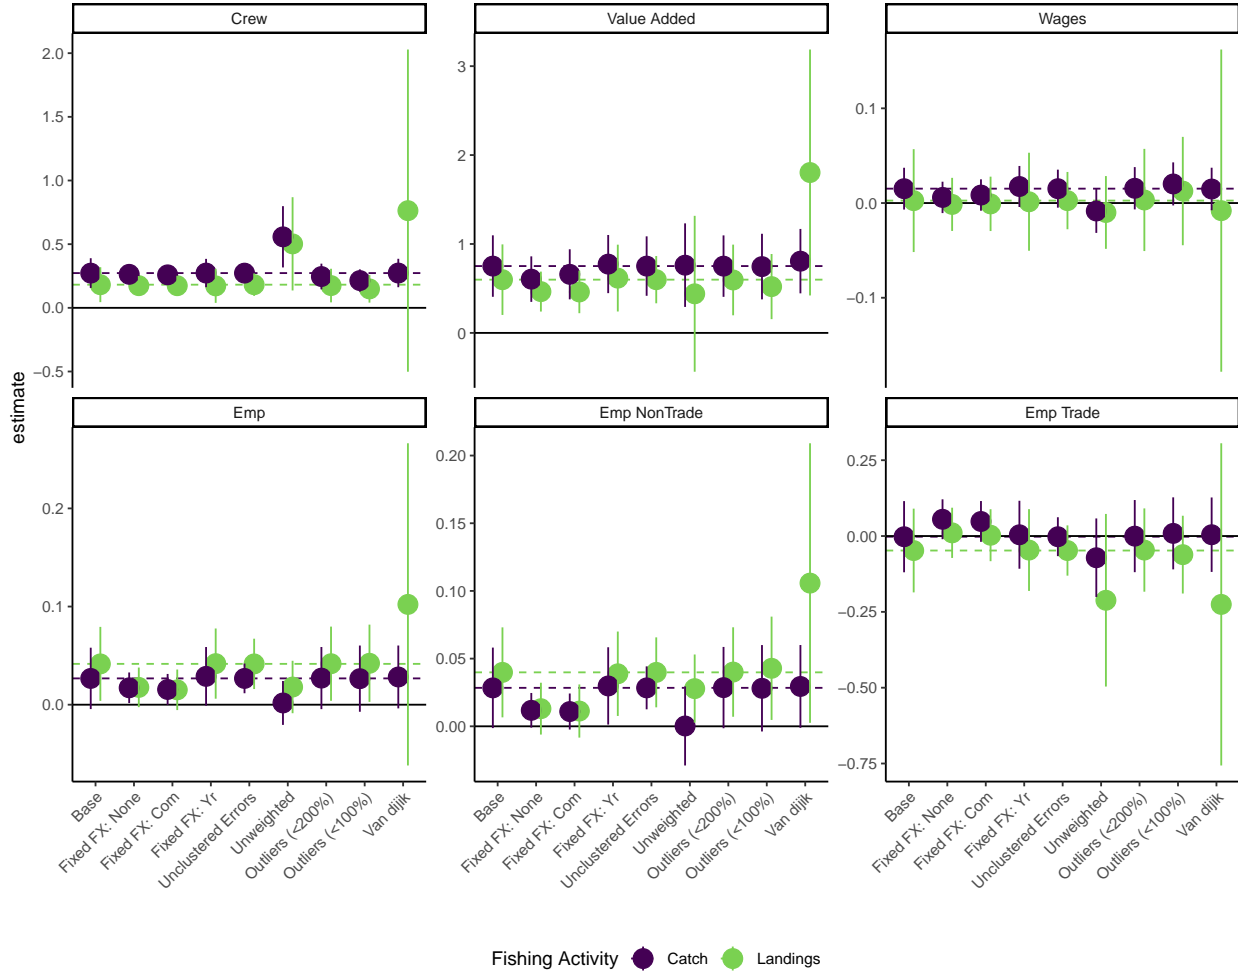 Crew
Value Added
Wages
2.0
1.5
1.0
0.5
0.0
−0.5
3
2
1
0
0.1
0.0
−0.1
estimate
Emp
Emp NonTrade
Emp Trade
0.2
0.1
0.0
0.20
0.15
0.10
0.05
0.00
0.25
0.00
−0.25
−0.50
−0.75
Base
Fixed FX: None
Fixed FX: Com
Fixed FX: Yr
Unclustered Errors
Unweighted
Outliers (<200%)
Outliers (<100%)
Van dijk
Base
Fixed FX: None
Fixed FX: Com
Fixed FX: Yr
Unclustered Errors
Unweighted
Outliers (<200%)
Outliers (<100%)
Van dijk
Base
Fixed FX: None
Fixed FX: Com
Fixed FX: Yr
Unclustered Errors
Unweighted
Outliers (<200%)
Outliers (<100%)
Van dijk
Fishing Activity Catch Landings